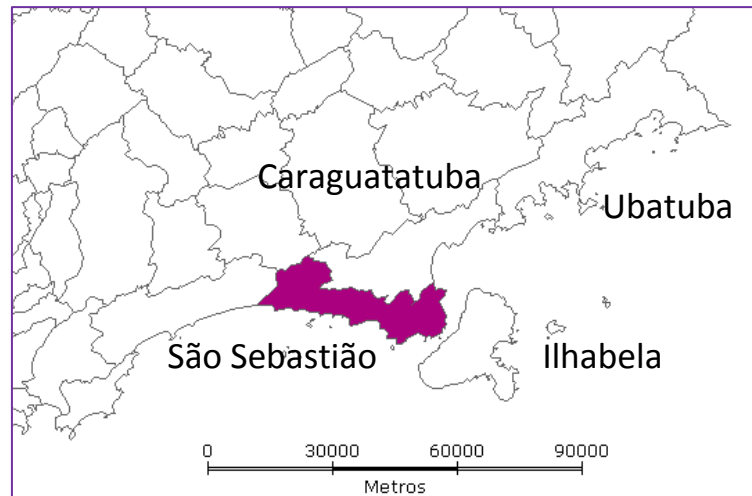 Caraguatatuba
Ubatuba
São Sebastião
Ilhabela
0 30000 60000 90000
Metros